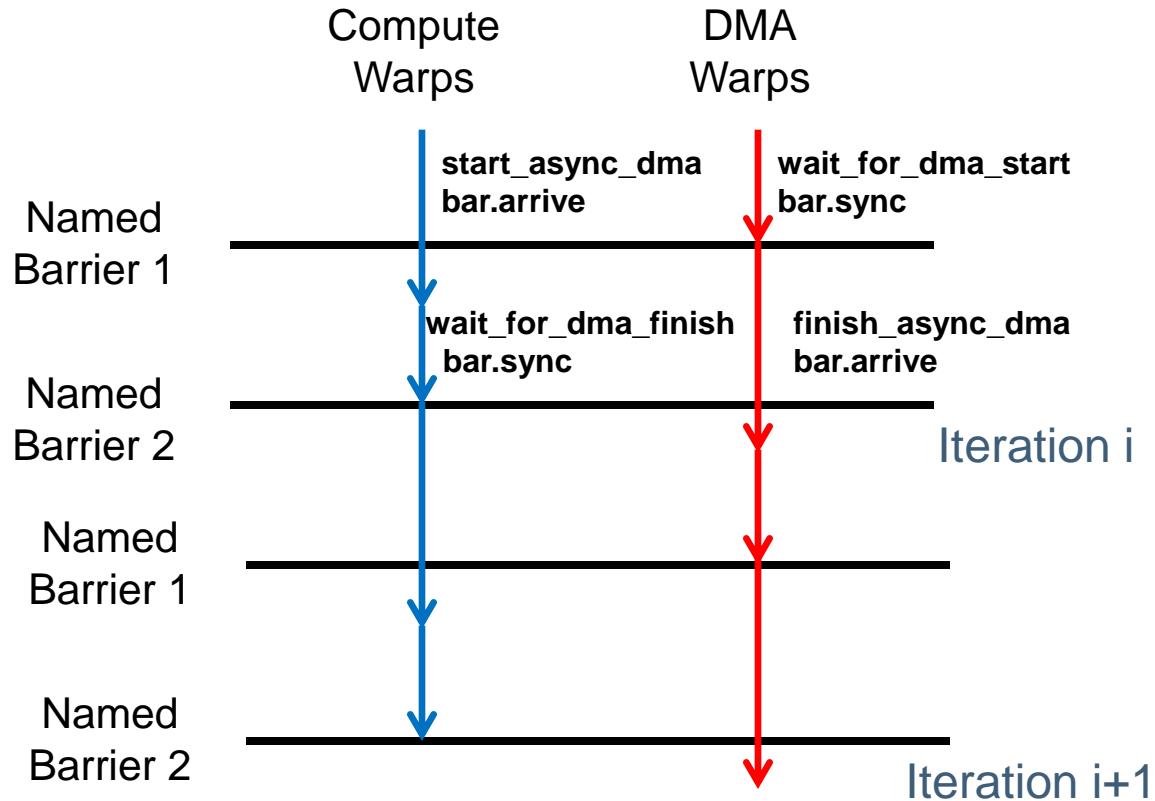 Compute
Warps
DMA
Warps
start_async_dma
bar.arrive
wait_for_dma_start
bar.sync
Named
Barrier 1
wait_for_dma_finish
bar.sync
finish_async_dma
bar.arrive
Named
Barrier 2
Iteration i
Named
Barrier 1
Named
Barrier 2
Iteration i+1